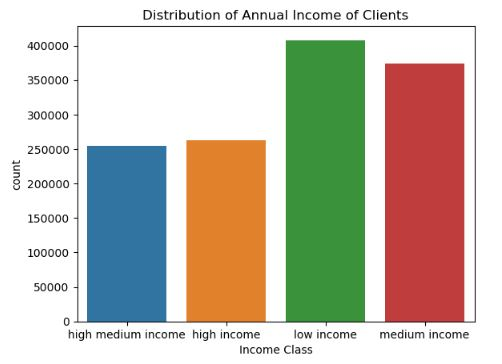 Distribution of Annual Income of Clients
count
400000
350000
300000
250000
200000
150000
100000
50000
0
high medium income high income low income medium income
Income Class